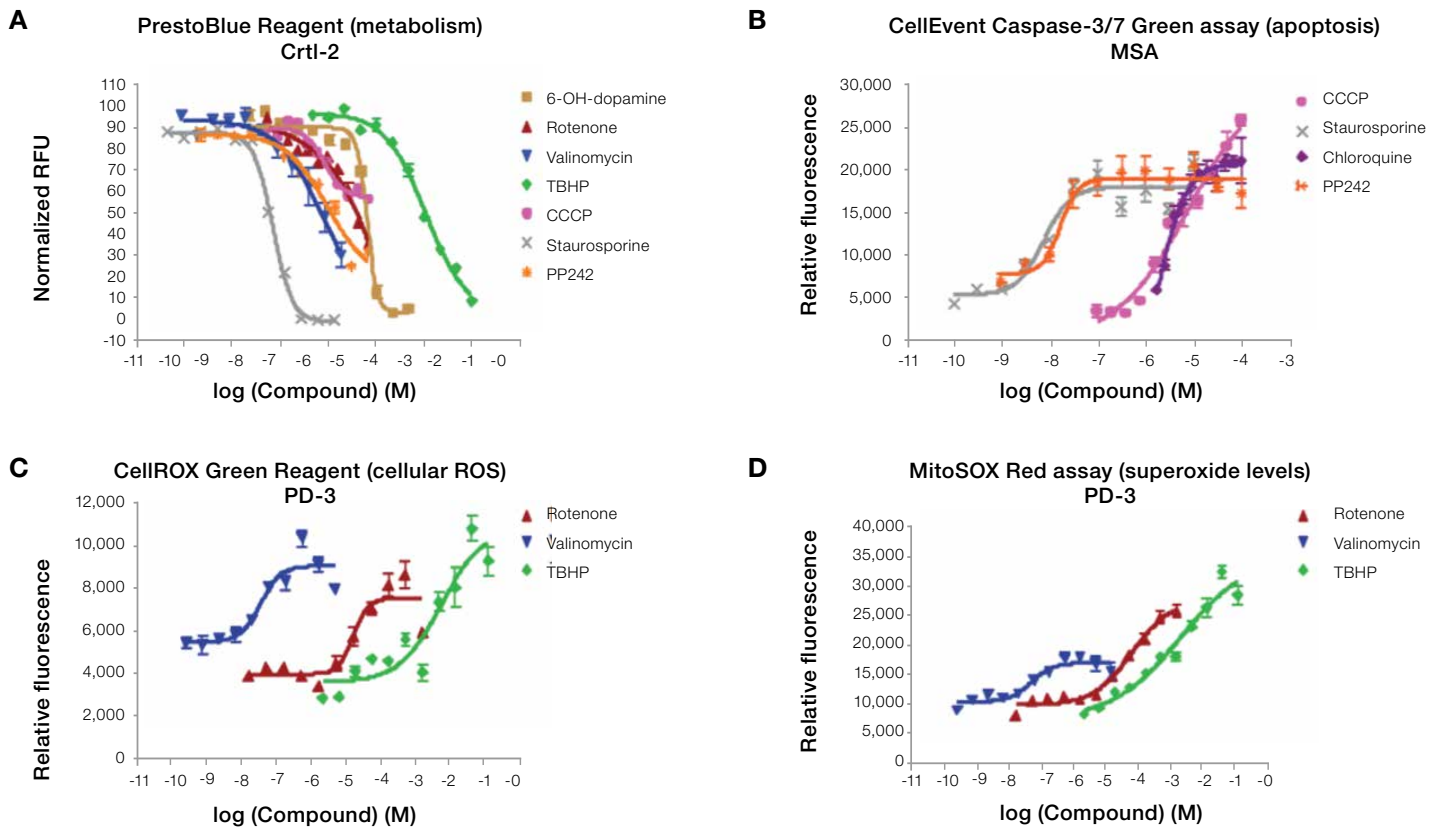 A
PrestoBlue Reagent (metabolism)
Crtl-2
110
100
90
80
70
60
50
40
30
20
10
0
-10
Normalized RFU
-11 -10 -9 -8 -7 -6 -5 -4 -3 -2 -1 -0
log (Compound) (M)
6-OH-dopamine
Rotenone
Valinomycin
TBHP
CCCP
Staurosporine
PP242
B
CellEvent Caspase-3/7 Green assay (apoptosis)
MSA
30,000
25,000
20,000
15,000
10,000
5,000
0
Relative fluorescence
-11 -10 -9 -8 -7 -6 -5 -4 -3
log (Compound) (M)
CCCP
Staurosporine
Chloroquine
PP242
C
CellROX Green Reagent (cellular ROS)
PD-3
12,000
10,000
8,000
6,000
4,000
2,000
0
Relative fluorescence
-11 -10 -9 -8 -7 -6 -5 -4 -3 -2 -1 -0
log (Compound) (M)
Rotenone
Valinomycin
TBHP
D
MitoSOX Red assay (superoxide levels)
PD-3
40,000
35,000
30,000
25,000
20,000
15,000
10,000
5,000
0
Relative fluorescence
-11 -10 -9 -8 -7 -6 -5 -4 -3 -2 -1 -0
log (Compound) (M)
Rotenone
Valinomycin
TBHP